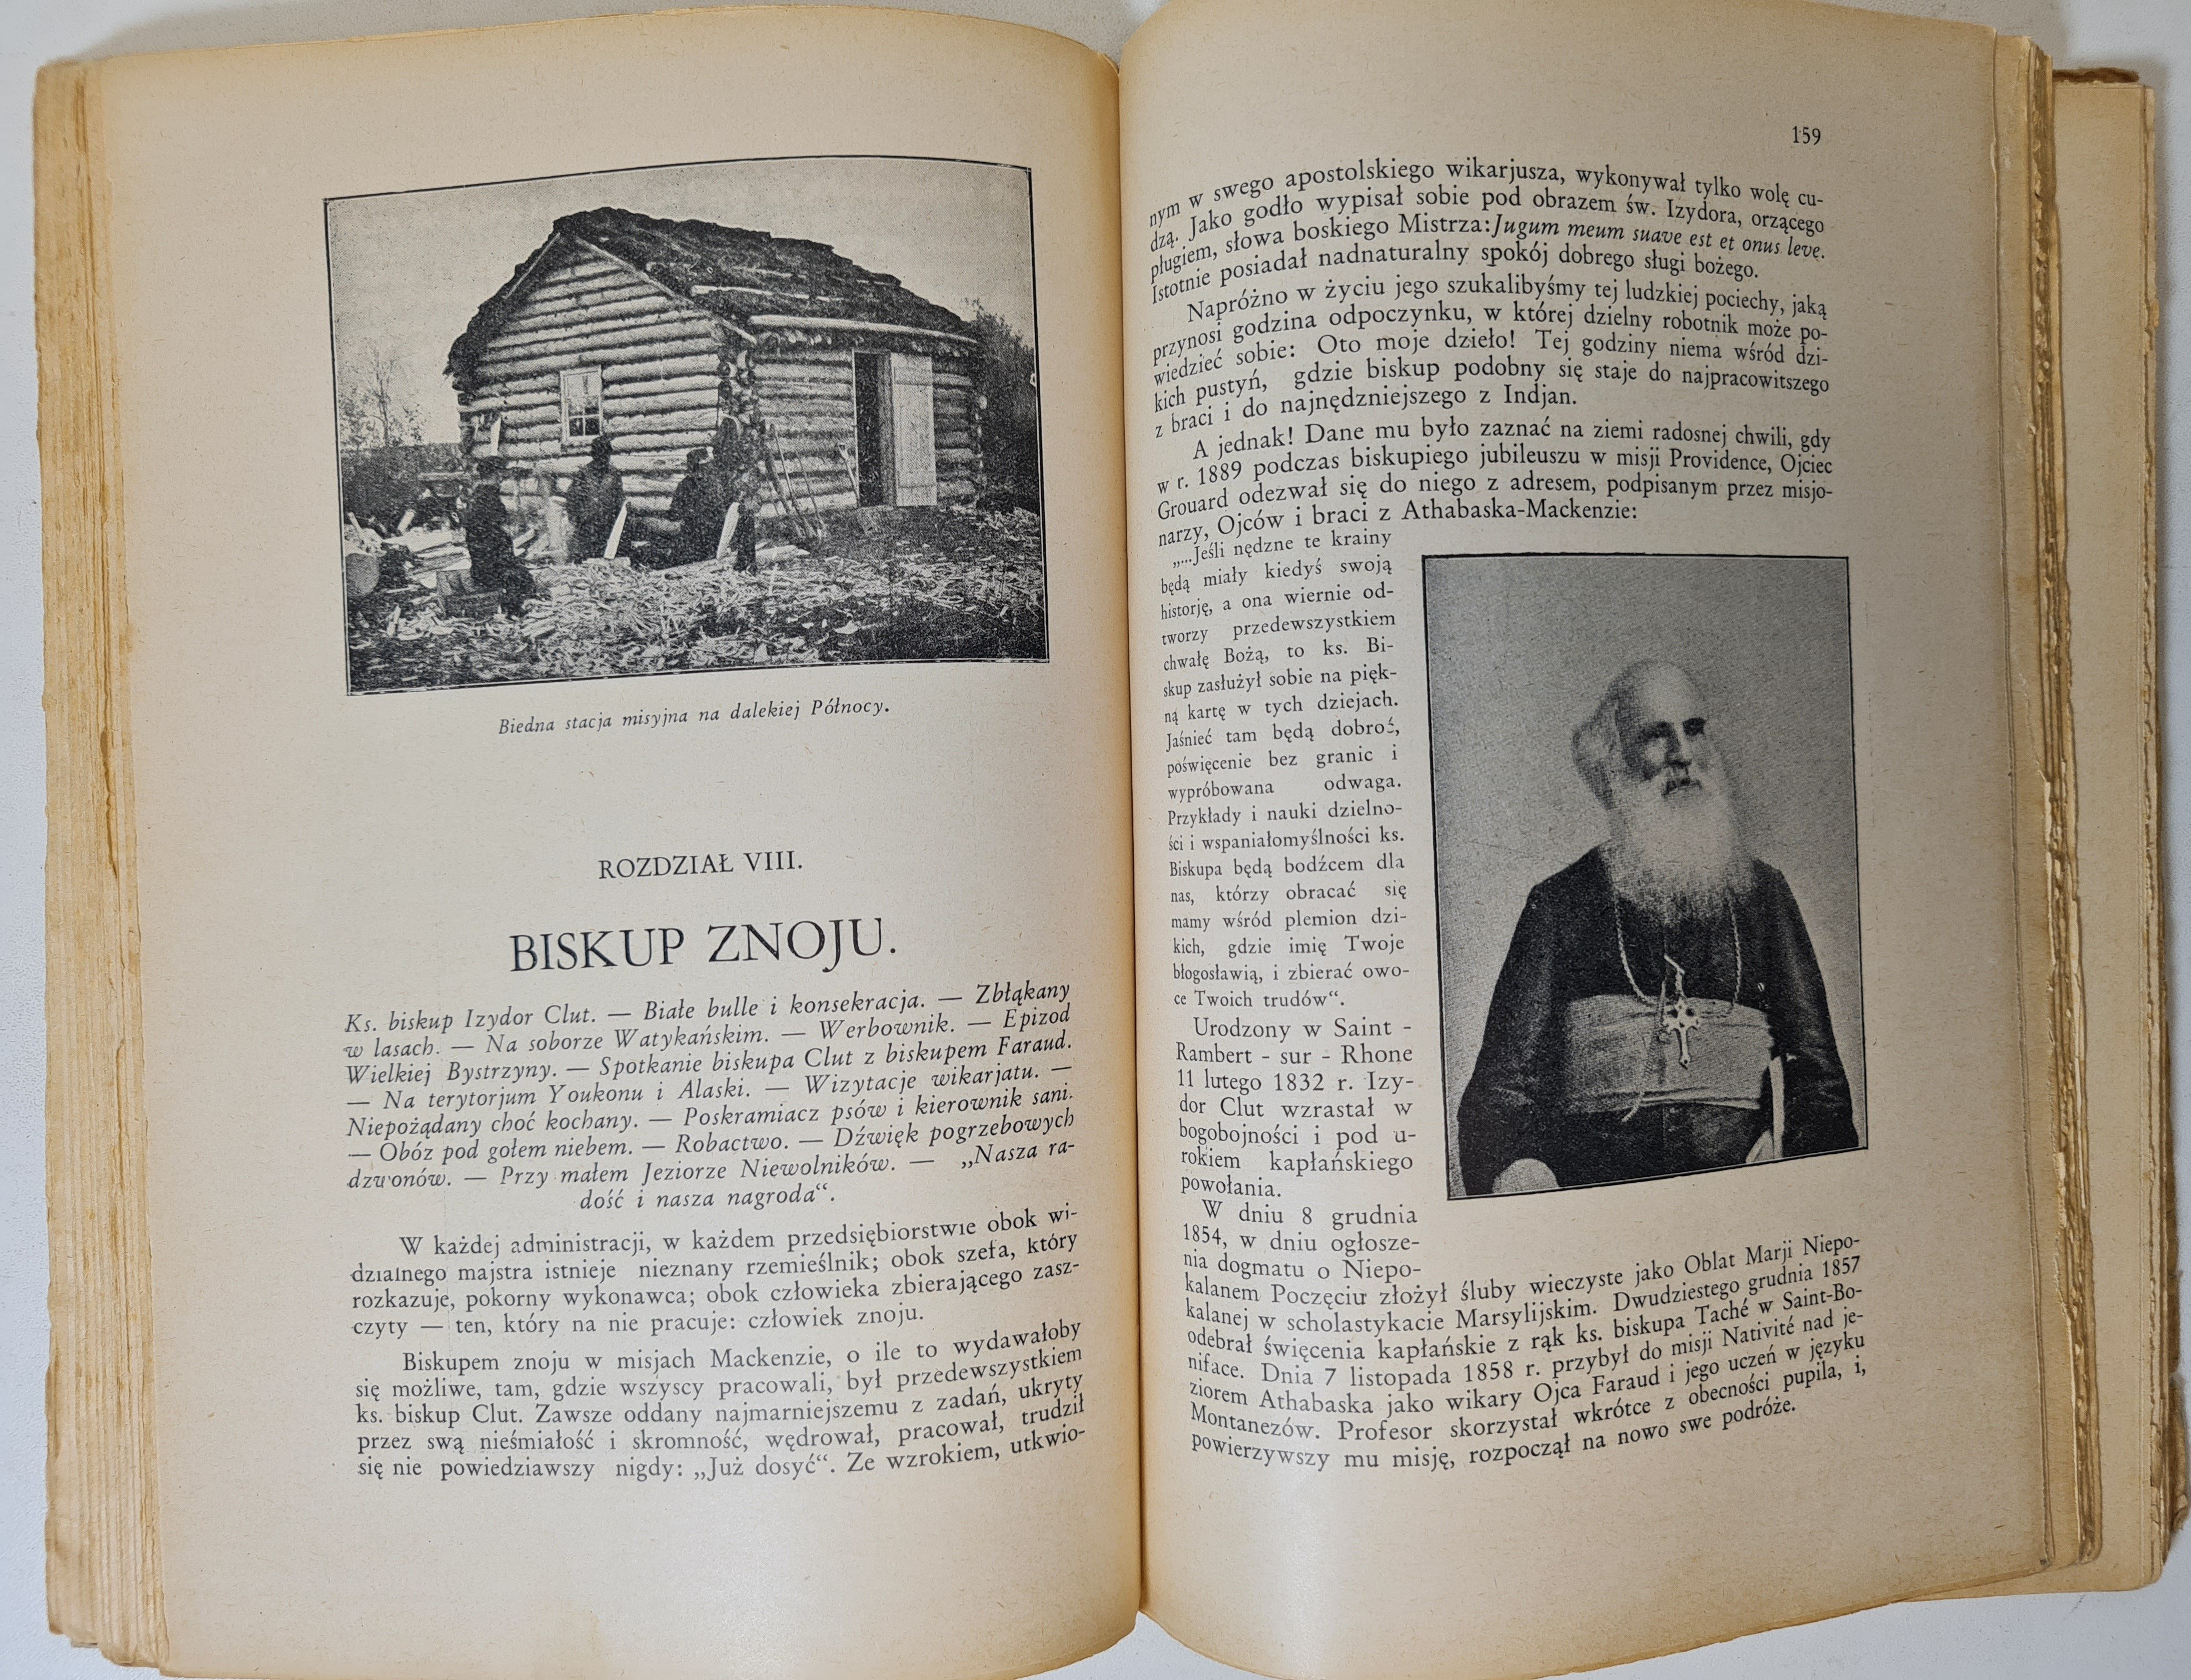 Biedna stacja misyjna na dalekiej Północy.
ROZDZIAŁ VIII.
BISKUP ZNOJU.
Ks. biskup Izydor Clut. — Białe bulle i konsekracja. — Zbłąkany
w lasach. — Na soborze Watykańskim. — Werbownik. — Epizod
Wielkiej Bystrzyny. — Spotkanie biskupa Clut z biskupem Faraud.
— Na terytorjum Youkonu i Alaski. — Wizytacje wikarjatu. —
Niepożądany choć kochany. — Poskramiacz psów i kierownik sani.
— Obóz pod gołem niebem. — Robactwo. — Dźwięk pogrzebowych
dzwonów. — Przy małem Jeziorze Niewolników. — „Nasza ra-
dość i nasza nagroda“.
W każdej administracji, w każdem przedsiębiorstwie obok wi-
dzialnego majstra istnieje nieznany rzemieślnik; obok szefa, który
rozkazuje, pokorny wykonawca; obok człowieka zbierającego zasz-
czyty — ten, który na nie pracuje: człowiek znoju.
Biskupem znoju w misjach Mackenzie, o ile to wydawałoby
się możliwe, tam, gdzie wszyscy pracowali, był przedewszystkiem
ks. biskup Clut. Zawsze oddany najmarniejszemu z zadań, ukryty
przez swą nieśmiałość i skromność, wędrował, pracował, trudził
się nie powiedziawszy nigdy: „Już dosyć“. Ze wzrokiem, utkwio-
159
nym w swego apostolskiego wikarjusza, wykonywał tylko wolę cu-
dzą. Jako godło wypisał sobie pod obrazem św. Izydora, orzącego
pługiem, słowa boskiego Mistrza: Jugum meum suave est et onus leve.
Istotnie posiadał nadnaturalny spokój dobrego sługi bożego.
Napróżno w życiu jego szukalibyśmy tej ludzkiej pociechy, jaką
przynosi godzina odpoczynku, w której dzielny robotnik może po-
wiedzieć sobie: Oto moje dzieło! Tej godziny niema wśród dzi-
kich pustyń, gdzie biskup podobny się staje do najpracowitszego
z braci i do najnędzniejszego z Indjan.
A jednak! Dane mu było zaznać na ziemi radosnej chwili, gdy
w r. 1889 podczas biskupiego jubileuszu w misji Providence, Ojciec
Grouard odezwał się do niego z adresem, podpisanym przez misjo-
narzy, Ojców i braci z Athabaska-Mackenzie:
„...Jeśli nędzne te krainy
będą miały kiedyś swoją
historję, a ona wiernie od-
tworzy przedewszystkiem
chwałę Bożą, to ks. Bi-
skup zasłużył sobie na pięk-
ną kartę w tych dziejach.
Jaśnieć tam będą dobroć,
poświęcenie bez granic i
wypróbowana odwaga.
Przykłady i nauki dzielno-
ści i wspaniałomyślności ks.
Biskupa będą bodźcem dla
nas, którzy obracać się
mamy wśród plemion dzi-
kich, gdzie imię Twoje
błogosławią, i zbierać owo-
ce Twoich trudów“.
Urodzony w Saint -
Rambert - sur - Rhone
11 lutego 1832 r. Izy-
dor Clut wzrastał w
bogobojności i pod u-
rokiem kapłańskiego
powołania.
W dniu 8 grudnia
1854, w dniu ogłosze-
nia dogmatu o Niepo-
kalanem Poczęciu złożył śluby wieczyste jako Oblat Marji Niepo-
kalanej w scholastykacie Marsylijskim. Dwudziestego grudnia 1857
odebrał święcenia kapłańskie z rąk ks. biskupa Taché w Saint-Bo-
niface. Dnia 7 listopada 1858 r. przybył do misji Nativité nad je-
ziorem Athabaska jako wikary Ojca Faraud i jego uczeń w języku
Montanezów. Profesor skorzystał wkrótce z obecności pupila, i,
powierzywszy mu misję, rozpoczął na nowo swe podróże.